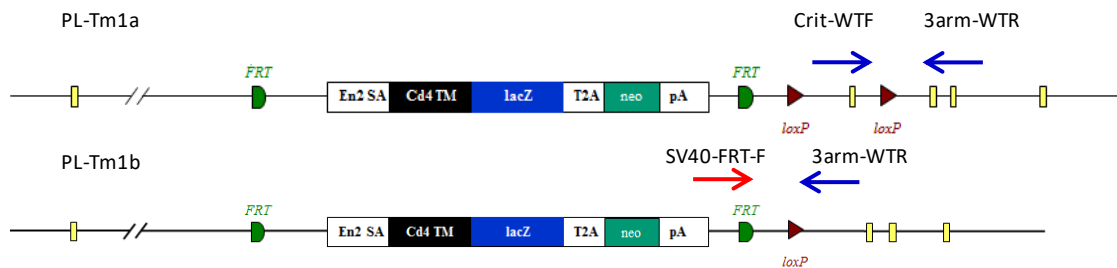 PL-Tm1a
Crit-WTF
3arm-WTR
FRT
FRT
En2 SA
Cd4 TM
lacZ
T2A
neo
pA
loxP
loxP
PL-Tm1b
SV40-FRT-F
3arm-WTR
FRT
FRT
En2 SA
Cd4 TM
lacZ
T2A
neo
pA
loxP